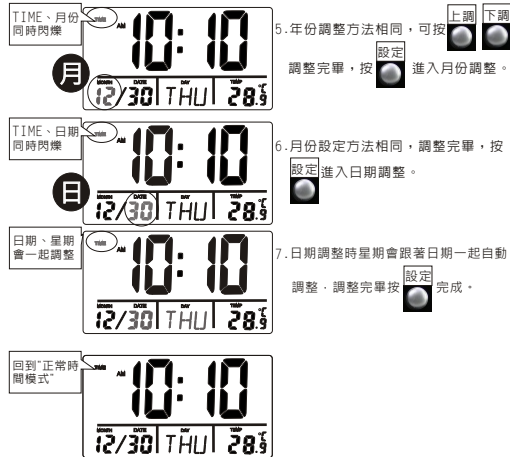 TIME、月份
同時閃爍
TIME
AM
10:10
月
MONTH DATE DAY TEMP
12/30 THU 28.9℃
5.年份調整方法相同，可按 上調 下調
調整完畢，按 設定 進入月份調整。
TIME、日期
同時閃爍
TIME
AM
10:10
日
MONTH DATE DAY TEMP
12/30 THU 28.9℃
6.月份設定方法相同，調整完畢，按
設定 進入日期調整。
日期、星期
會一起調整
TIME
AM
10:10
MONTH DATE DAY TEMP
12/30 THU 28.9℃
7.日期調整時星期會跟著日期一起自動
調整．調整完畢按 設定 完成。
回到"正常時
間模式"
TIME
AM
10:10
MONTH DATE DAY TEMP
12/30 THU 28.9℃